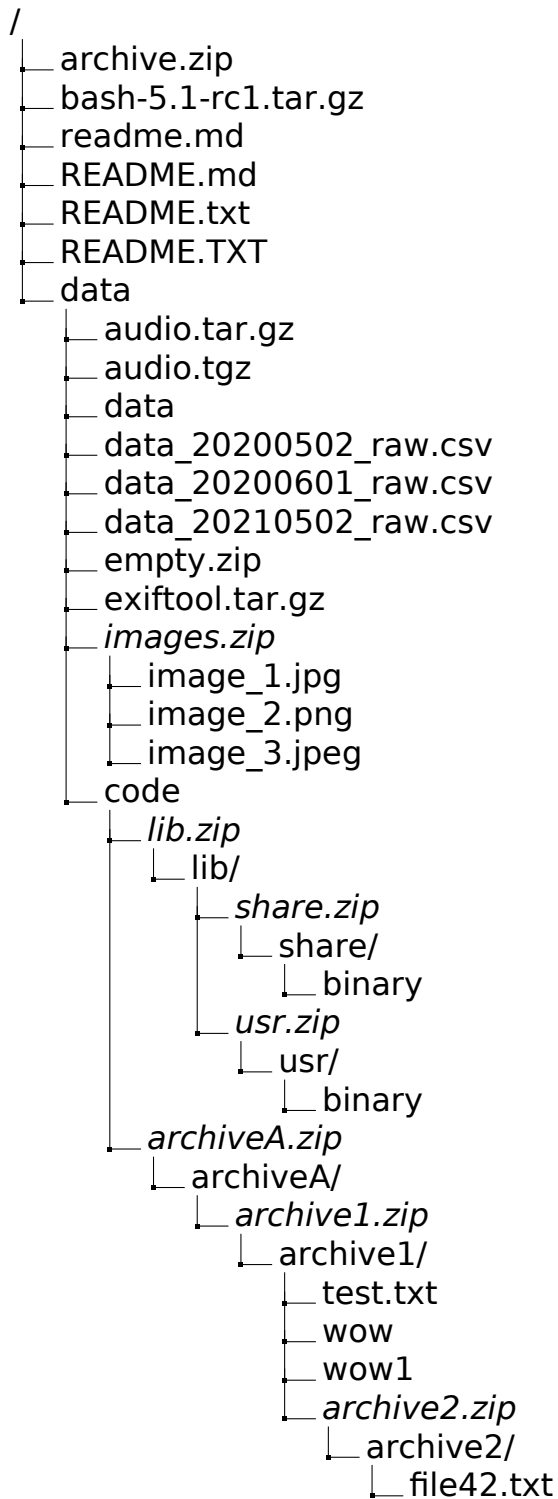 /
archive.zip
bash-5.1-rc1.tar.gz
readme.md
README.md
README.txt
README.TXT
data
audio.tar.gz
audio.tgz
data
data_20200502_raw.csv
data_20200601_raw.csv
data_20210502_raw.csv
empty.zip
exiftool.tar.gz
images.zip
image_1.jpg
image_2.png
image_3.jpeg
code
lib.zip
lib/
share.zip
share/
binary
usr.zip
usr/
binary
archiveA.zip
archiveA/
archive1.zip
archive1/
test.txt
wow
wow1
archive2.zip
archive2/
file42.txt